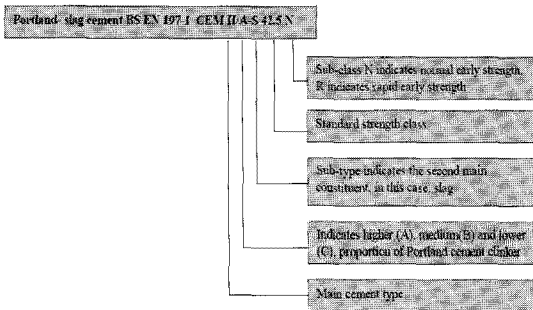 Portland- slag cement BS EN 197-1 CEM II A-S 42.5 N
Sub-class N indicates normal early strength,
R indicates rapid early strength
Standard strength class
Sub-type indicates the second main
constituent, in this case, slag
Indicates higher (A), medium(B) and lower
(C), proportion of Portland cement clinker
Main cement type